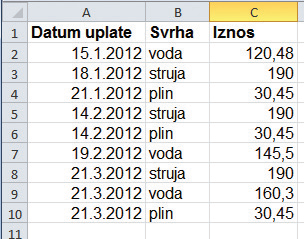 A B C
1 Datum uplate Svrha Iznos
2 15.1.2012 voda 120,48
3 18.1.2012 struja 190
4 21.1.2012 plin 30,45
5 14.2.2012 struja 190
6 14.2.2012 plin 30,45
7 19.2.2012 voda 145,5
8 21.3.2012 struja 190
9 21.3.2012 voda 160,3
10 21.3.2012 plin 30,45
11